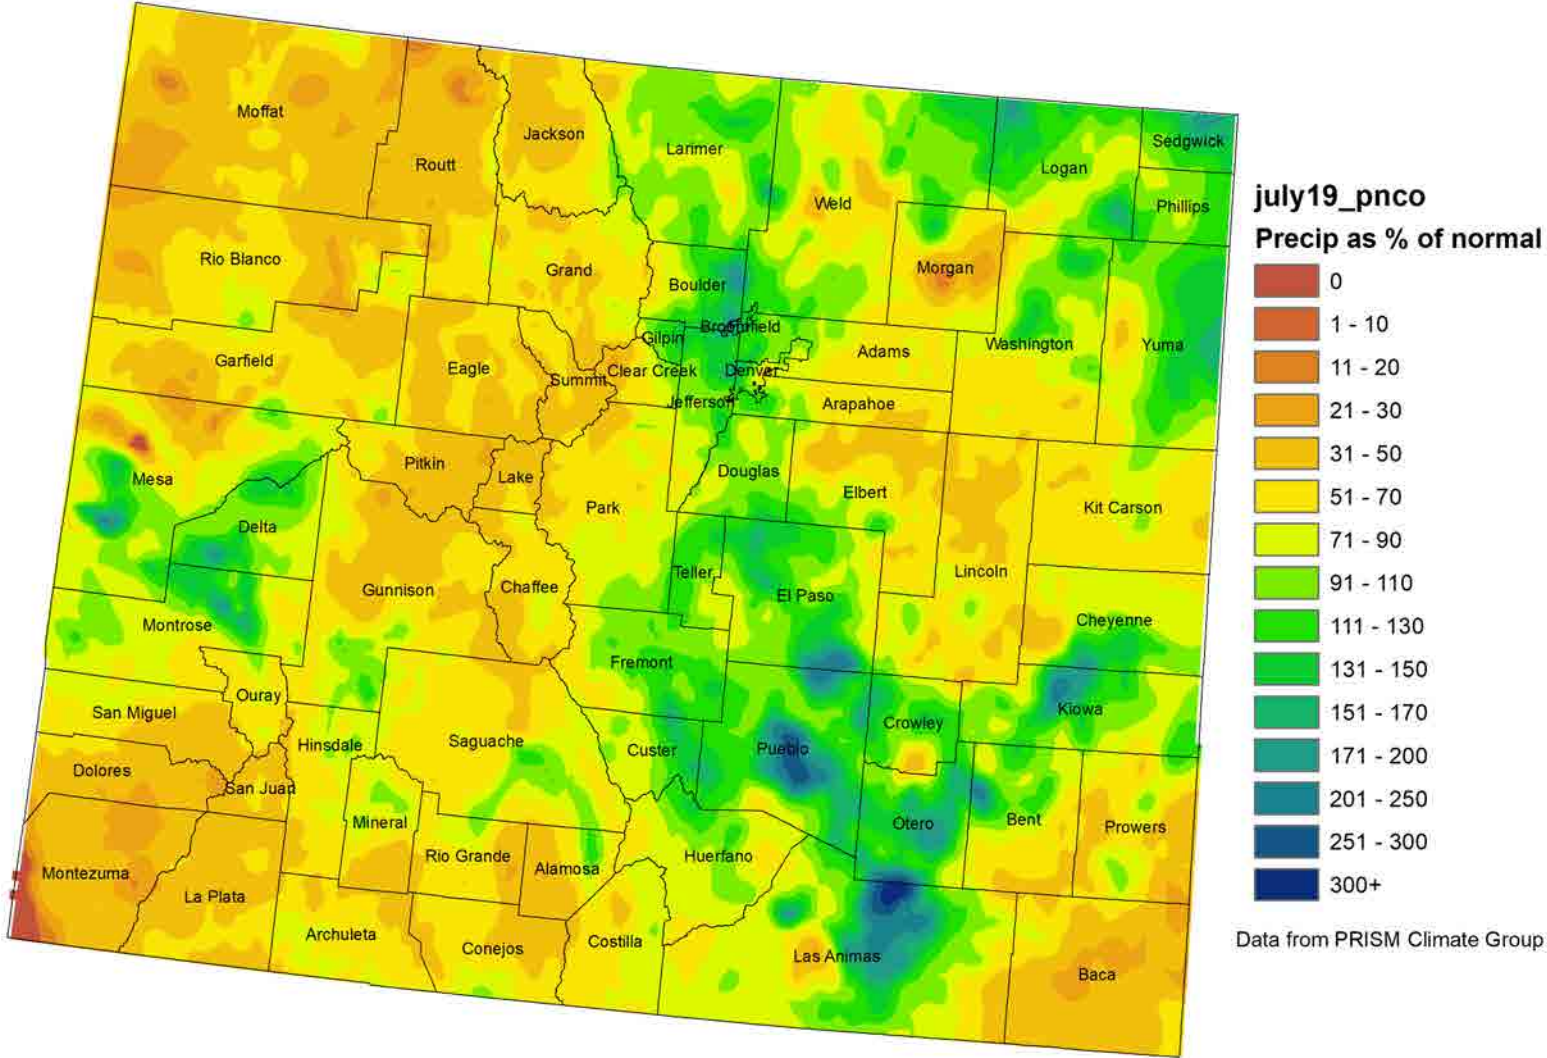 Moffat
Routt
Jackson
Larimer
Weld
Logan
Sedgwick
Phillips
Rio Blanco
Grand
Boulder
Morgan
Gilpin
Broomfield
Washington
Yuma
Garfield
Eagle
Summit
Clear Creek
Denver
Adams
Jefferson
Arapahoe
Mesa
Pitkin
Lake
Park
Douglas
Elbert
Kit Carson
Delta
Gunnison
Chaffee
Teller
El Paso
Lincoln
Cheyenne
Montrose
Fremont
Ouray
San Miguel
Hinsdale
Saguache
Custer
Pueblo
Crowley
Kiowa
Dolores
San Juan
Mineral
Rio Grande
Alamosa
Huerfano
Otero
Bent
Prowers
Montezuma
La Plata
Archuleta
Conejos
Costilla
Las Animas
Baca
july19_pnco
Precip as % of normal
0
1 - 10
11 - 20
21 - 30
31 - 50
51 - 70
71 - 90
91 - 110
111 - 130
131 - 150
151 - 170
171 - 200
201 - 250
251 - 300
300+
Data from PRISM Climate Group